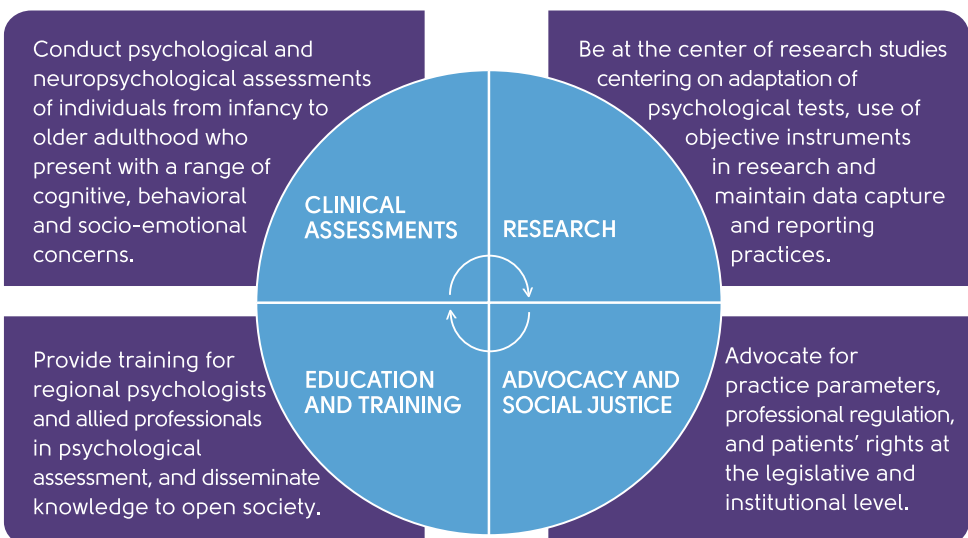 Conduct psychological and
neuropsychological assessments
of individuals from infancy to
older adulthood who
present with a range of
cognitive, behavioral
and socio-emotional
concerns.
CLINICAL
ASSESSMENTS
Be at the center of research studies
centering on adaptation of
psychological tests, use of
objective instruments
in research and
maintain data capture
and reporting
practices.
RESEARCH
Provide training for
regional psychologists
and allied professionals
in psychological
assessment, and disseminate
knowledge to open society.
EDUCATION
AND TRAINING
ADVOCACY AND
SOCIAL JUSTICE
Advocate for
practice parameters,
professional regulation,
and patients’ rights at
the legislative and
institutional level.